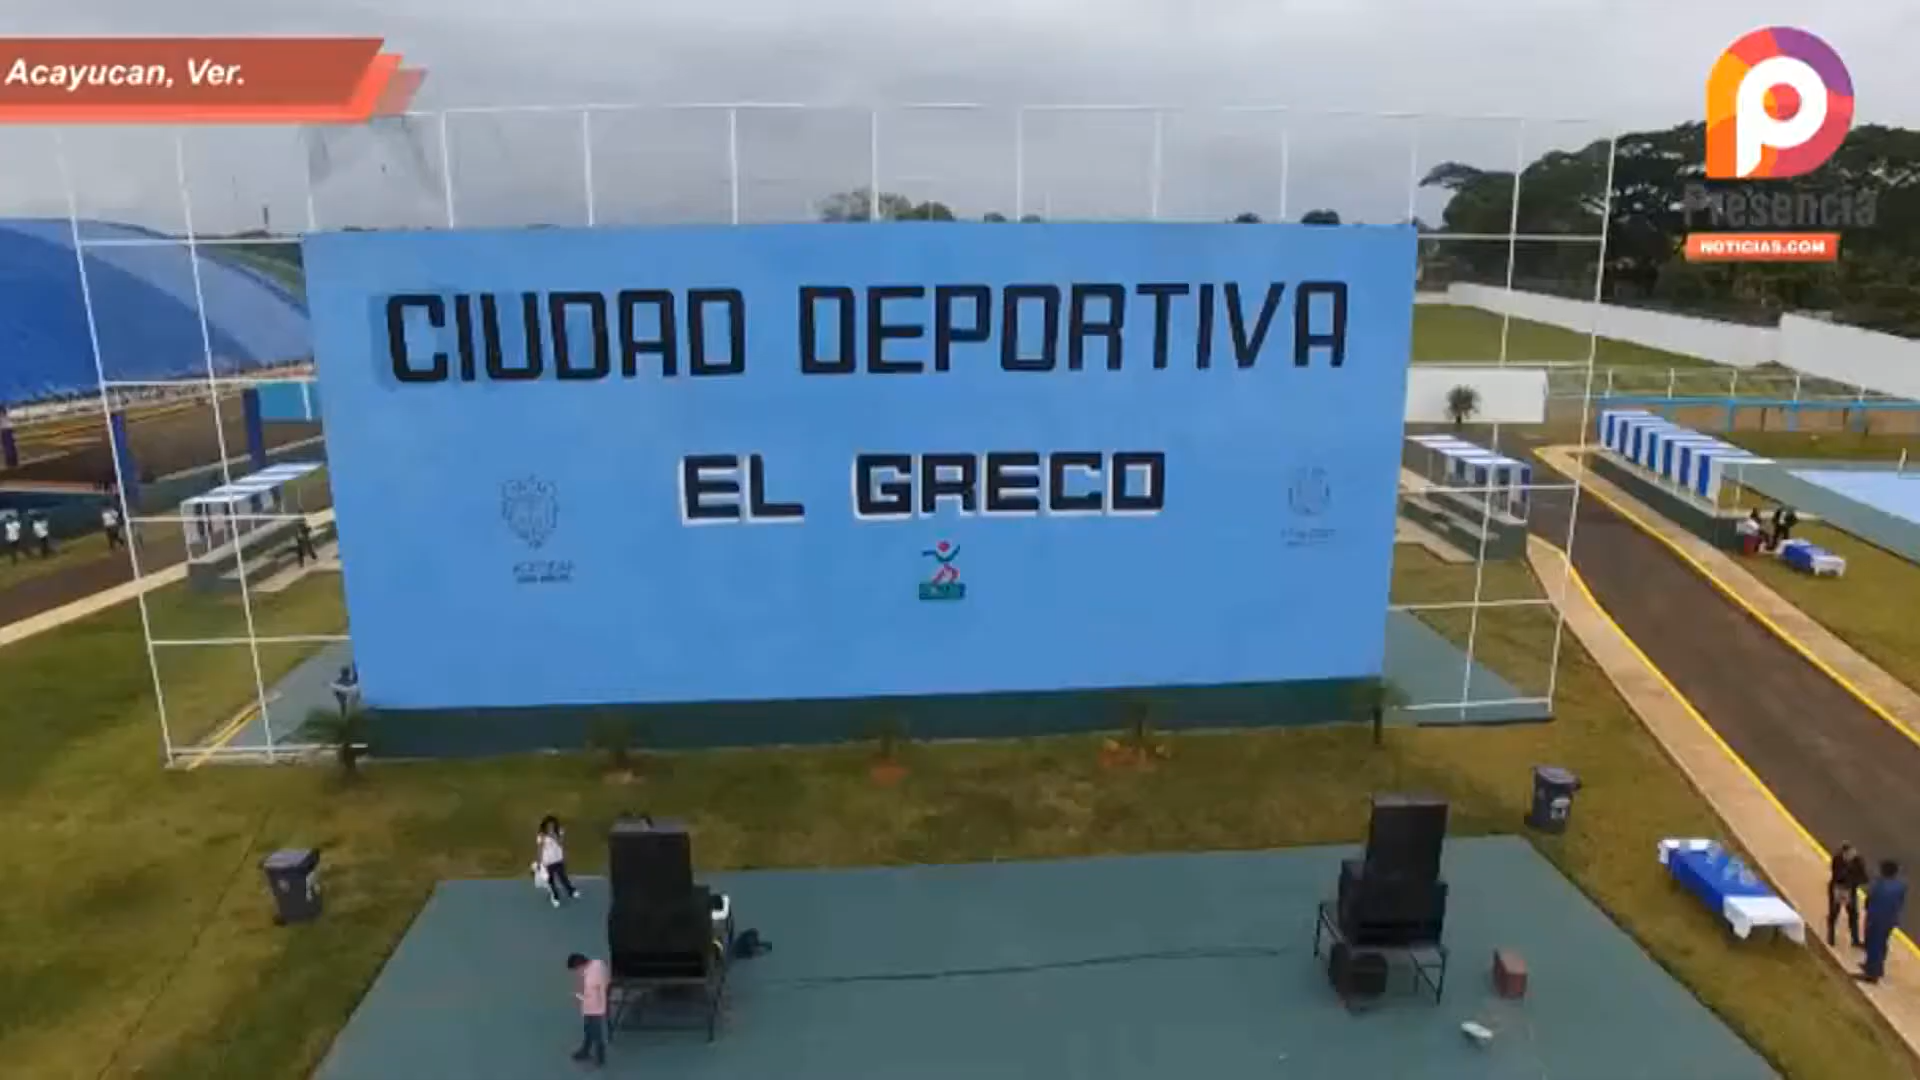 Acayucan, Ver.
Presencia
NOTICIAS.COM
CIUDAD DEPORTIVA
EL GRECO